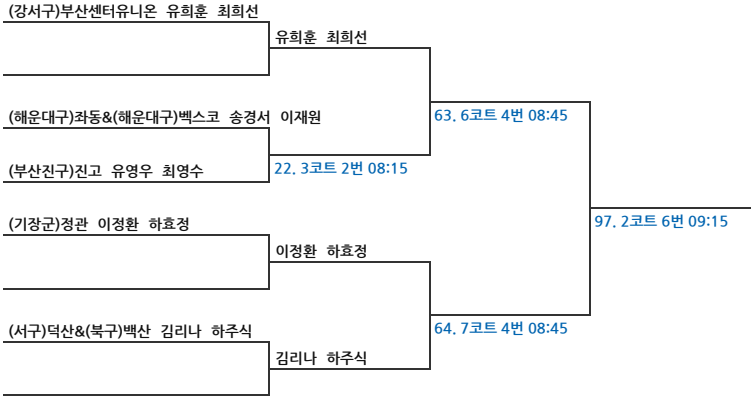 (강서구)부산센터유니온 유희훈 최희선
유희훈 최희선
(해운대구)좌동&(해운대구)벡스코 송경서 이재원
63. 6코트 4번 08:45
(부산진구)진고 유영우 최영수
22. 3코트 2번 08:15
(기장군)정관 이정환 하효정
97. 2코트 6번 09:15
이정환 하효정
(서구)덕산&(북구)백산 김리나 하주식
64. 7코트 4번 08:45
김리나 하주식